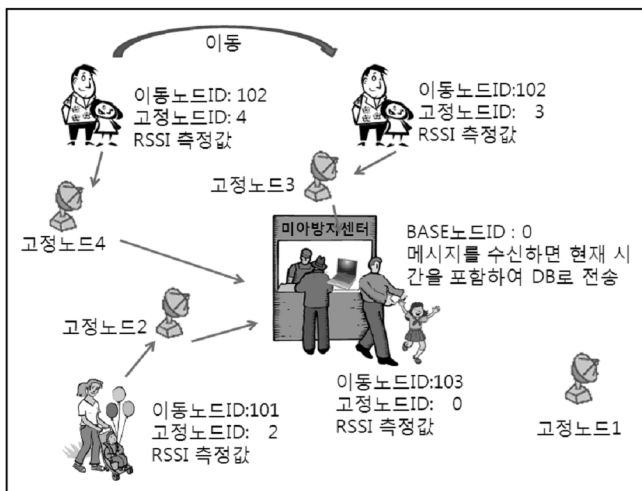 이동
이동노드ID: 102
고정노드ID: 4
RSSI 측정값
이동노드ID:102
고정노드ID: 3
RSSI 측정값
고정노드3
고정노드4
미아방지센터
BASE노드ID : 0
메시지를 수신하면 현재 시
간을 포함하여 DB로 전송
고정노드2
이동노드ID:101
고정노드ID: 2
RSSI 측정값
이동노드ID:103
고정노드ID: 0
RSSI 측정값
고정노드1